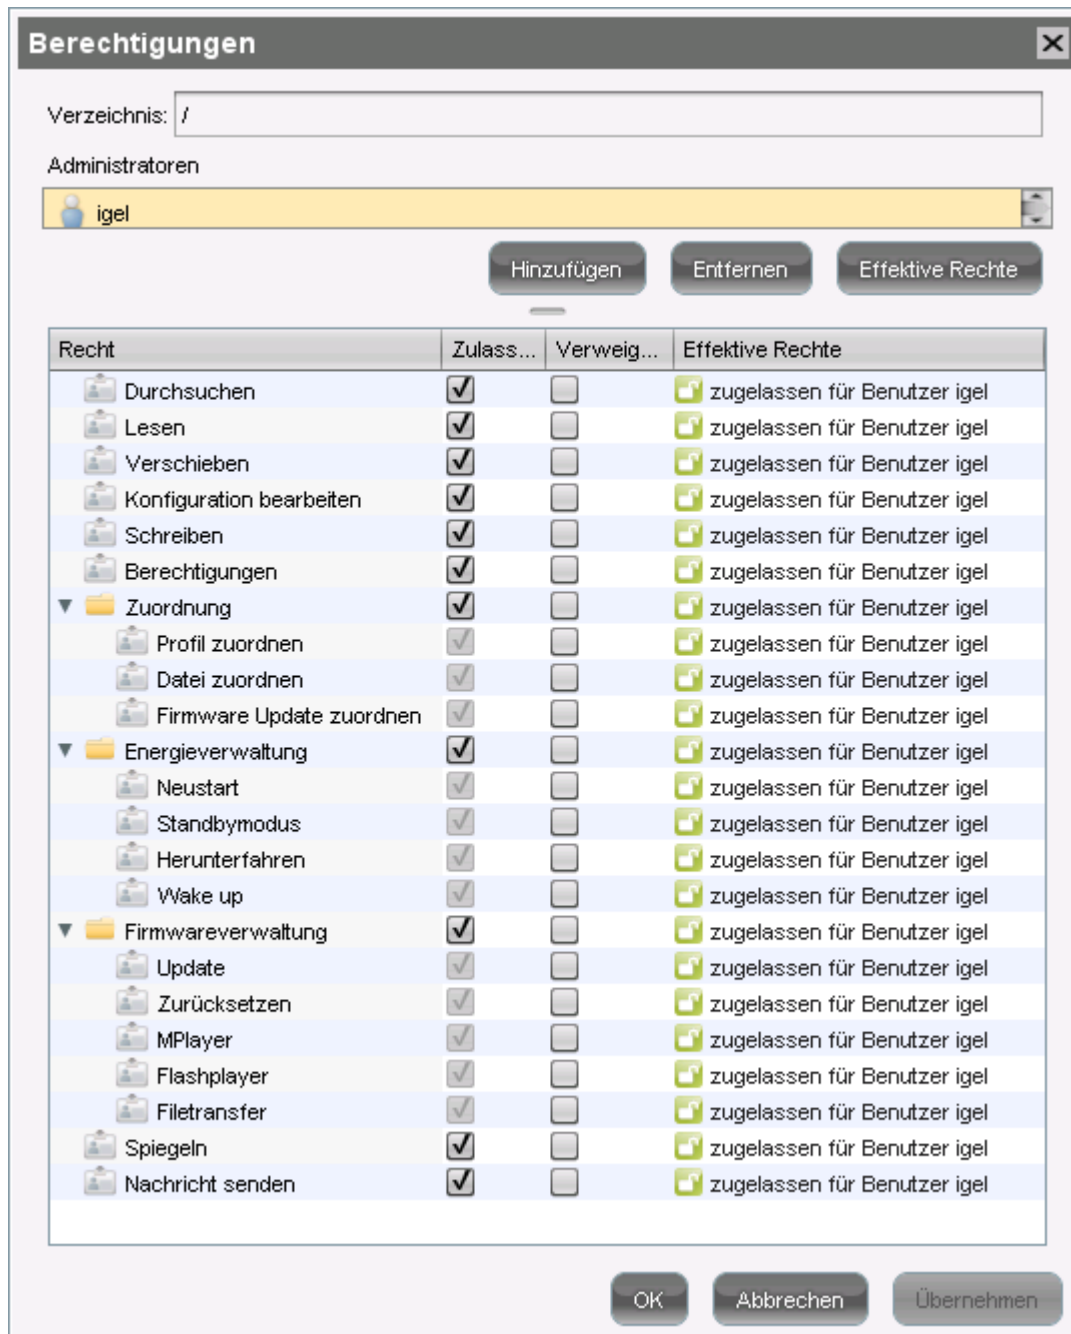 Berechtigungen
Verzeichnis: /
Administratoren
igel
Hinzufügen Entfernen Effektive Rechte
Recht Zulass... Verweig... Effektive Rechte
Durchsuchen zugelassen für Benutzer igel
Lesen zugelassen für Benutzer igel
Verschieben zugelassen für Benutzer igel
Konfiguration bearbeiten zugelassen für Benutzer igel
Schreiben zugelassen für Benutzer igel
Berechtigungen zugelassen für Benutzer igel
Zuordnung zugelassen für Benutzer igel
Profil zuordnen zugelassen für Benutzer igel
Datei zuordnen zugelassen für Benutzer igel
Firmware Update zuordnen zugelassen für Benutzer igel
Energieverwaltung zugelassen für Benutzer igel
Neustart zugelassen für Benutzer igel
Standbymodus zugelassen für Benutzer igel
Herunterfahren zugelassen für Benutzer igel
Wake up zugelassen für Benutzer igel
Firmwareverwaltung zugelassen für Benutzer igel
Update zugelassen für Benutzer igel
Zurücksetzen zugelassen für Benutzer igel
MPlayer zugelassen für Benutzer igel
Flashplayer zugelassen für Benutzer igel
Filetransfer zugelassen für Benutzer igel
Spiegeln zugelassen für Benutzer igel
Nachricht senden zugelassen für Benutzer igel
OK Abbrechen Übernehmen